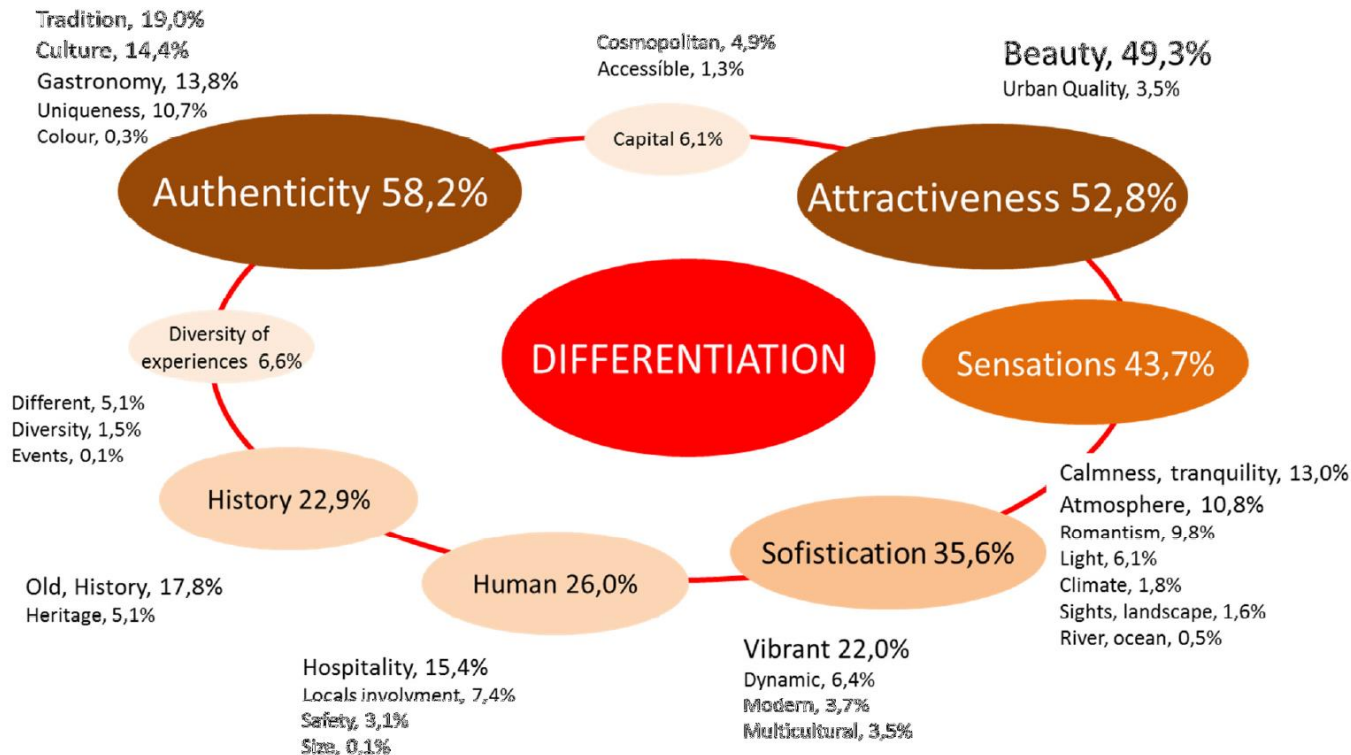 Tradition, 19,0%
Culture, 14,4%
Gastronomy, 13,8%
Uniqueness, 10,7%
Colour, 0,3%
Cosmopolitan, 4,9%
Accessíble, 1,3%
Beauty, 49,3%
Urban Quality, 3,5%
Capital 6,1%
Authenticity 58,2%
Attractiveness 52,8%
Diversity of
experiences 6,6%
DIFFERENTIATION
Sensations 43,7%
Different, 5,1%
Diversity, 1,5%
Events, 0,1%
History 22,9%
Human 26,0%
Sofistication 35,6%
Calmness, tranquility, 13,0%
Atmosphere, 10,8%
Romantism, 9,8%
Light, 6,1%
Climate, 1,8%
Sights, landscape, 1,6%
River, ocean, 0,5%
Old, History, 17,8%
Heritage, 5,1%
Hospitality, 15,4%
Locals involvment, 7,4%
Safety, 3,1%
Size, 0,1%
Vibrant 22,0%
Dynamic, 6,4%
Modern, 3,7%
Multicultural, 3,5%